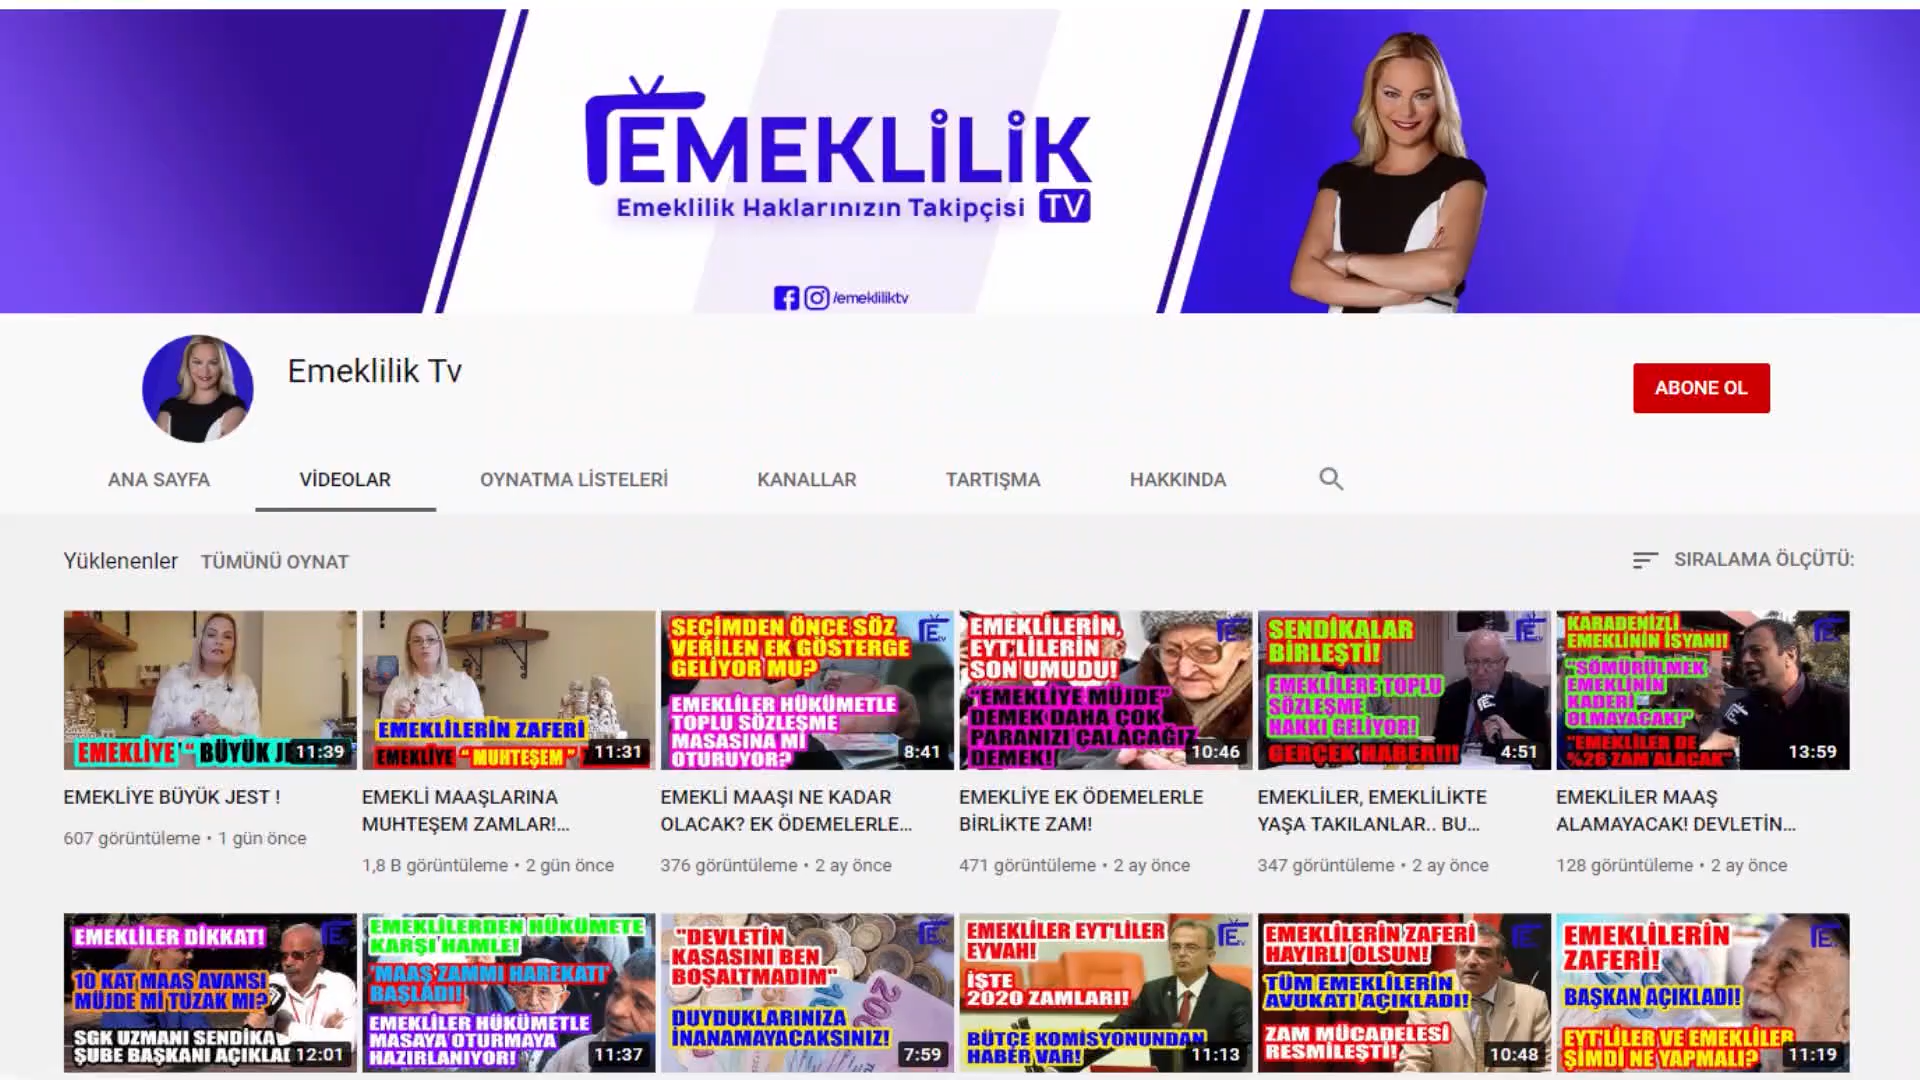 EMEKLİLİK
Emeklilik Haklarınızın Takipçisi TV
/emekliliktv
Emeklilik Tv
ABONE OL
ANA SAYFA
VİDEOLAR
OYNATMA LİSTELERİ
KANALLAR
TARTIŞMA
HAKKINDA
Yüklenenler
TÜMÜNÜ OYNAT
SIRALAMA ÖLÇÜTÜ:
EMEKLİYE " BÜYÜK JE
11:39
EMEKLİYE BÜYÜK JEST !
607 görüntüleme • 1 gün önce
EMEKLİLERİN ZAFERİ
EMEKLİYE " MUHTEŞEM "
11:31
EMEKLİ MAAŞLARINA
MUHTEŞEM ZAMLAR!...
1,8 B görüntüleme • 2 gün önce
SEÇİMDEN ÖNCE SÖZ
VERİLEN EK GÖSTERGE
GELİYOR MU?
EMEKLİLER HÜKÜMETLE
TOPLU SÖZLEŞME
MASASINA MI
OTURUYOR?
8:41
EMEKLİ MAAŞI NE KADAR
OLACAK? EK ÖDEMELERLE...
376 görüntüleme • 2 ay önce
EMEKLİLERİN,
EYT.LİLERİN
SON UMUDU!
"EMEKLİYE MÜJDE"
DEMEK DAHA ÇOK
PARANIZI ÇALACAĞIZ
DEMEK!
10:46
EMEKLİYE EK ÖDEMELERLE
BİRLİKTE ZAM!
471 görüntüleme • 2 ay önce
SENDİKALAR
BİRLEŞTİ!
EMEKLİLERE TOPLU
SÖZLEŞME
HAKKI GELİYOR!
GERÇEK HABER!!!!
4:51
EMEKLİLER, EMEKLİLİKTE
YAŞA TAKILANLAR.. BU...
347 görüntüleme • 2 ay önce
KARADENİZLİ
EMEKLİNİN İSYANI!
"SÖMÜRÜLMEK
EMEKLİNİN
KADERİ
OLMAYACAK!"
"EMEKLİLER DE
%26 ZAM ALACAK"
13:59
EMEKLİLER MAAŞ
ALAMAYACAK! DEVLETİN...
128 görüntüleme • 2 ay önce
EMEKLİLER DİKKAT!
10 KAT MAAŞ AVANSI
MÜJDE Mİ TUZAK MI?
SGK UZMANI SENDİKA
ŞUBE BAŞKANI AÇIKLAD
12:01
EMEKLİLERDEN HÜKÜMETE
KARŞI HAMLE!
'MAAŞ ZAMMI HAREKATI'
BAŞLADI!
EMEKLİLER HÜKÜMETLE
MASAYA OTURMAYA
HAZIRLANIYOR!
11:37
"DEVLETİN
KASASINI BEN
BOŞALTMADIM"
DUYDUKLARINIZA
İNANAMAYACAKSINIZ!
7:59
EMEKLİLER EYT'LİLER
EYVAH!
İŞTE
2020 ZAMLARI!
BÜTÇE KOMİSYONUNDAN
HABER VAR!
11:13
EMEKLİLERİN ZAFERİ
HAYIRLI OLSUN!
TÜM EMEKLİLERİN
AVUKATI AÇIKLADI!
ZAM MÜCADELESİ
RESMİLEŞTİ!
10:48
EMEKLİLERİN
ZAFERİ!
BAŞKAN AÇIKLADI!
EYT'LİLER VE EMEKLİLER
ŞİMDİ NE YAPMALI?
11:19